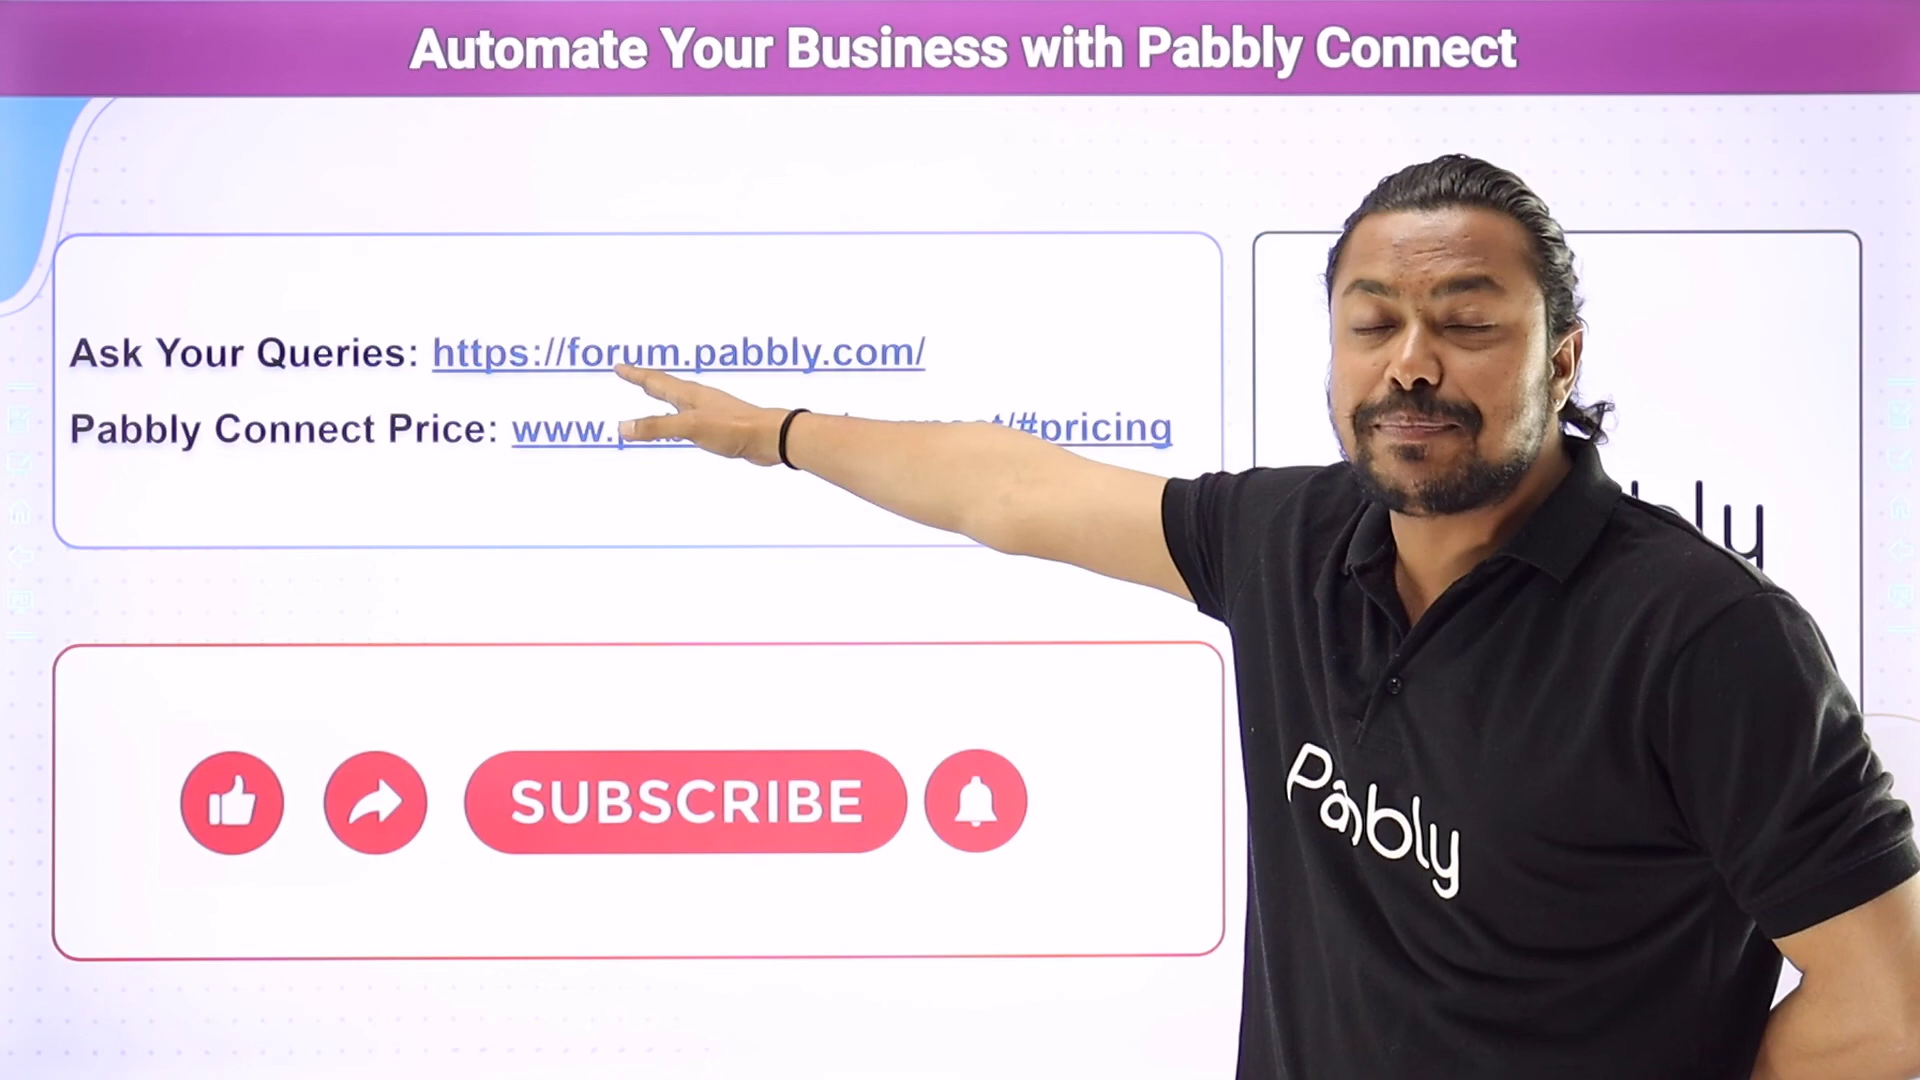 Automate Your Business with Pabbly Connect
Ask Your Queries: https://forum.pabbly.com/
Pabbly Connect Price: /#pricing
SUBSCRIBE
Pabbly